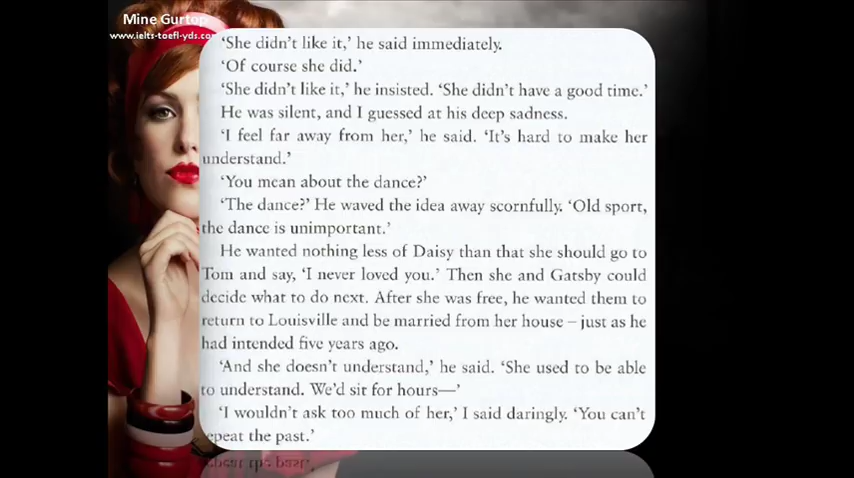 Mine Gurtop
www.ielts-toefl-yds.com
‘She didn’t like it,’ he said immediately.
‘Of course she did.’
‘She didn’t like it,’ he insisted. ‘She didn’t have a good time.’
He was silent, and I guessed at his deep sadness.
‘I feel far away from her,’ he said. ‘It’s hard to make her
understand.’
‘You mean about the dance?’
‘The dance?’ He waved the idea away scornfully. ‘Old sport,
the dance is unimportant.’
He wanted nothing less of Daisy than that she should go to
Tom and say, ‘I never loved you.’ Then she and Gatsby could
decide what to do next. After she was free, he wanted them to
return to Louisville and be married from her house – just as he
had intended five years ago.
‘And she doesn’t understand,’ he said. ‘She used to be able
to understand. We’d sit for hours—’
‘I wouldn’t ask too much of her,’ I said daringly. ‘You can’t
epeat the past.’